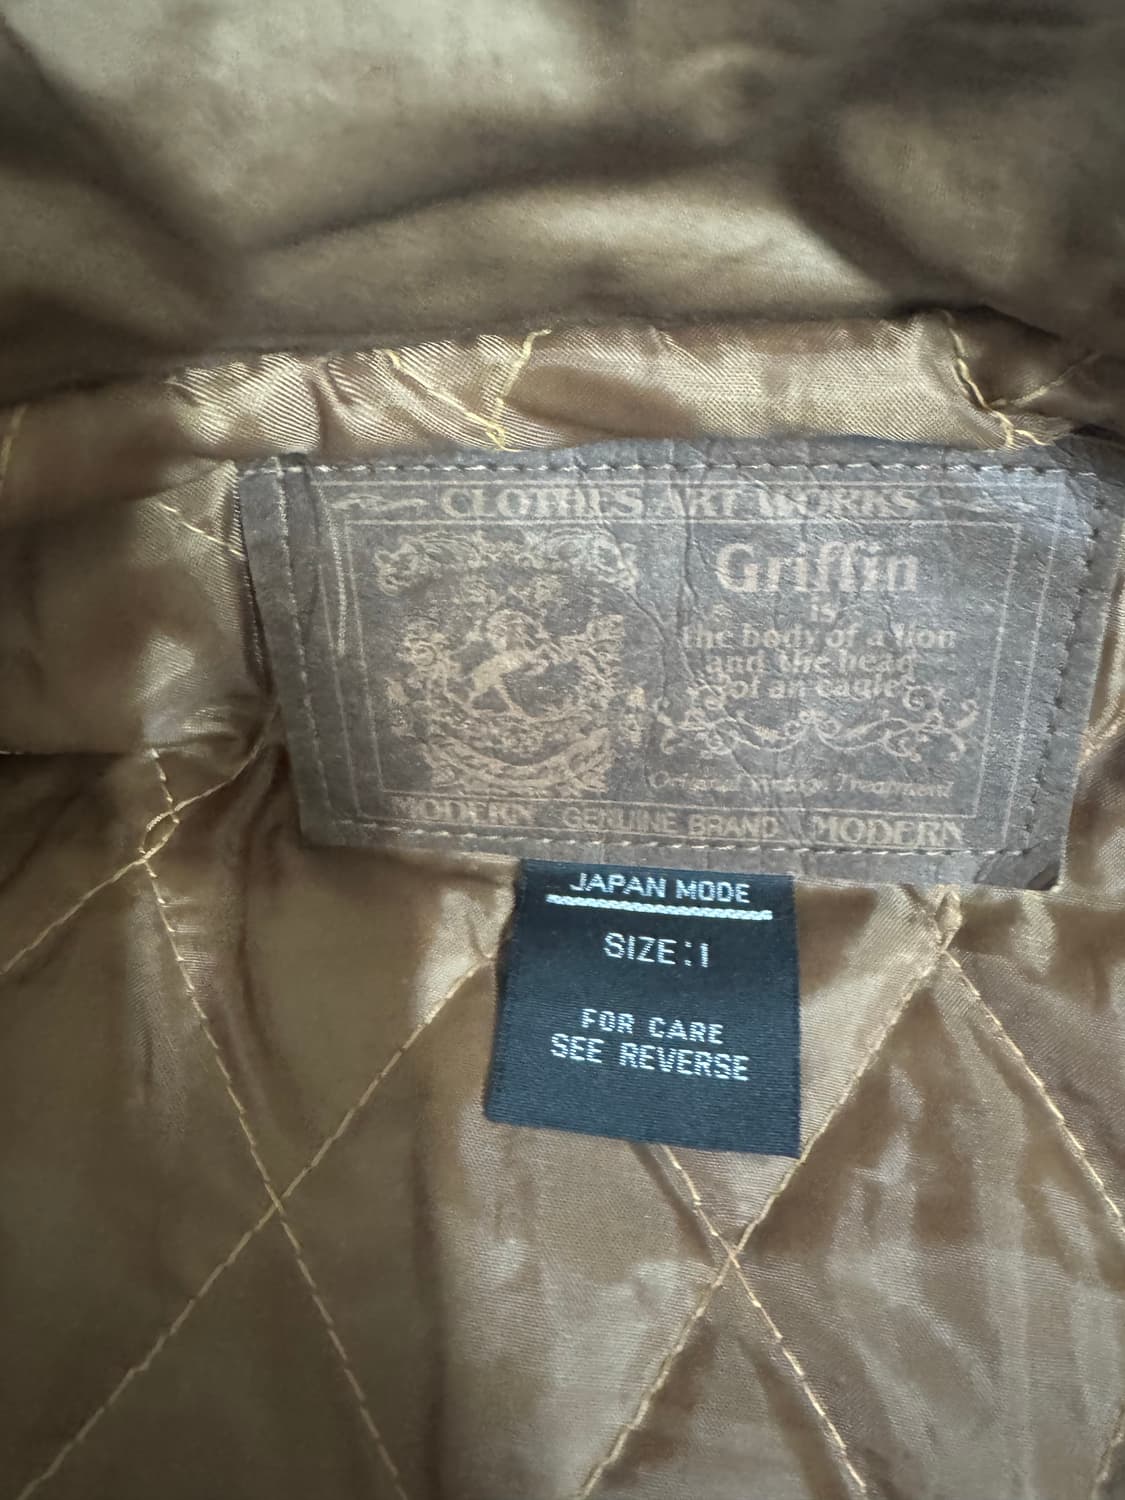 CLOTHES ART WORKS
Griffin
is
the body of a lion
and the head
of an eagle
Original Treatment
MODERN GENUINE BRAND MODERN
JAPAN MODE
SIZE:1
FOR CARE
SEE REVERSE